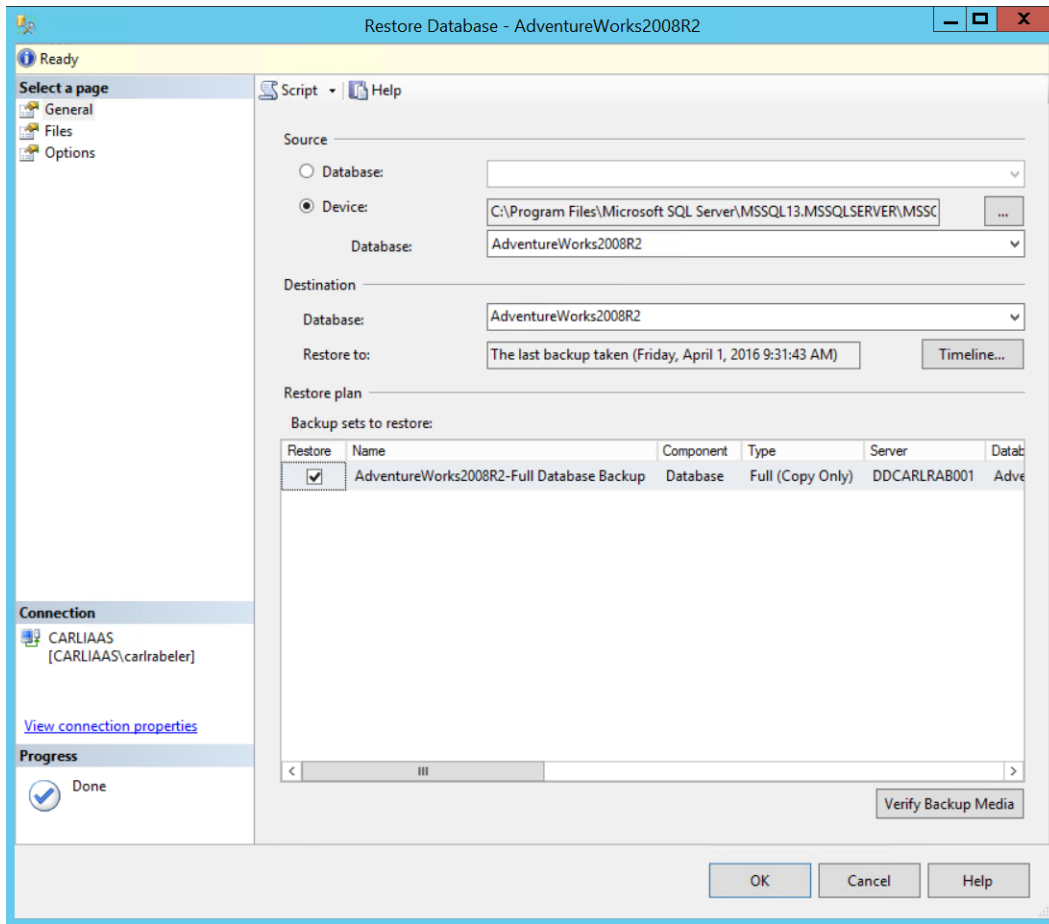 Restore Database - AdventureWorks2008R2
X
Ready
Select a page
General
Files
Options
Script
Help
Source
Database:
Device:
C:\Program Files\Microsoft SQL Server\MSSQL13.MSSQLSERVER\MSSC
...
Database:
AdventureWorks2008R2
Destination
Database:
AdventureWorks2008R2
Restore to:
The last backup taken (Friday, April 1, 2016 9:31:43 AM)
Timeline...
Restore plan
Backup sets to restore:
Restore Name Component Type Server Datab
AdventureWorks2008R2-Full Database Backup Database Full (Copy Only) DDCARLRAB001 Adve
Connection
CARLIAAS
[CARLIAAS\carlrabeler]
View connection properties
Progress
Done
Verify Backup Media
OK Cancel Help